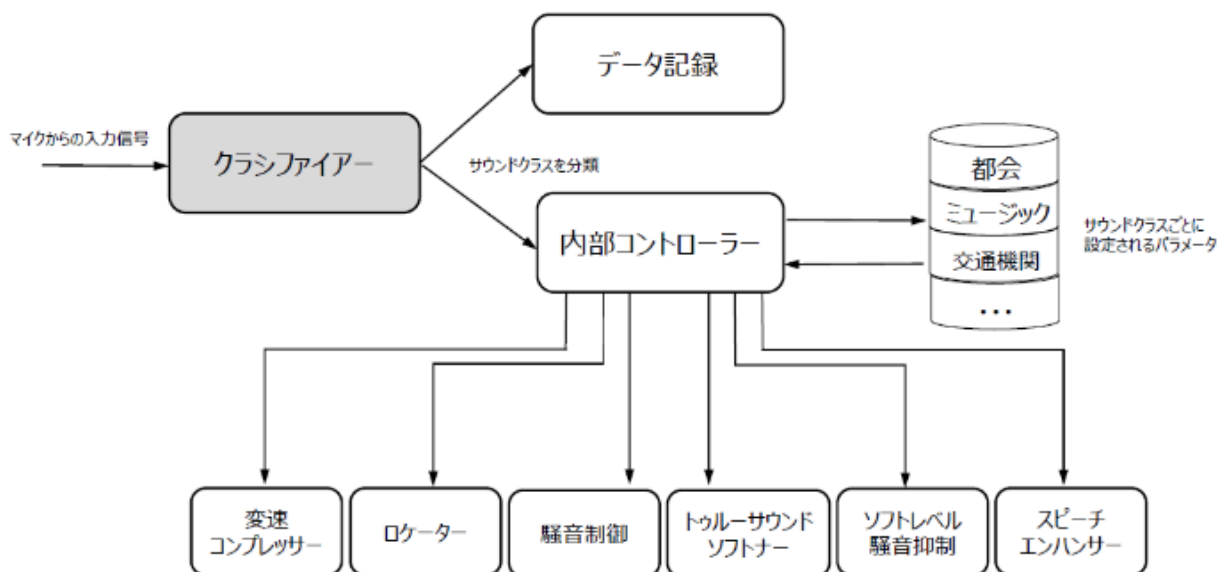 データ記録
マイクからの入力信号
クラシファイアー
サウンドクラスを分類
都会
ミュージック
交通機関
・・・
サウンドクラスごとに
設定されるパラメータ
内部コントローラー
変速
コンプレッサー
ロケーター
騒音制御
トゥルーサウンド
ソフトナー
ソフトレベル
騒音抑制
スピーチ
エンハンサー